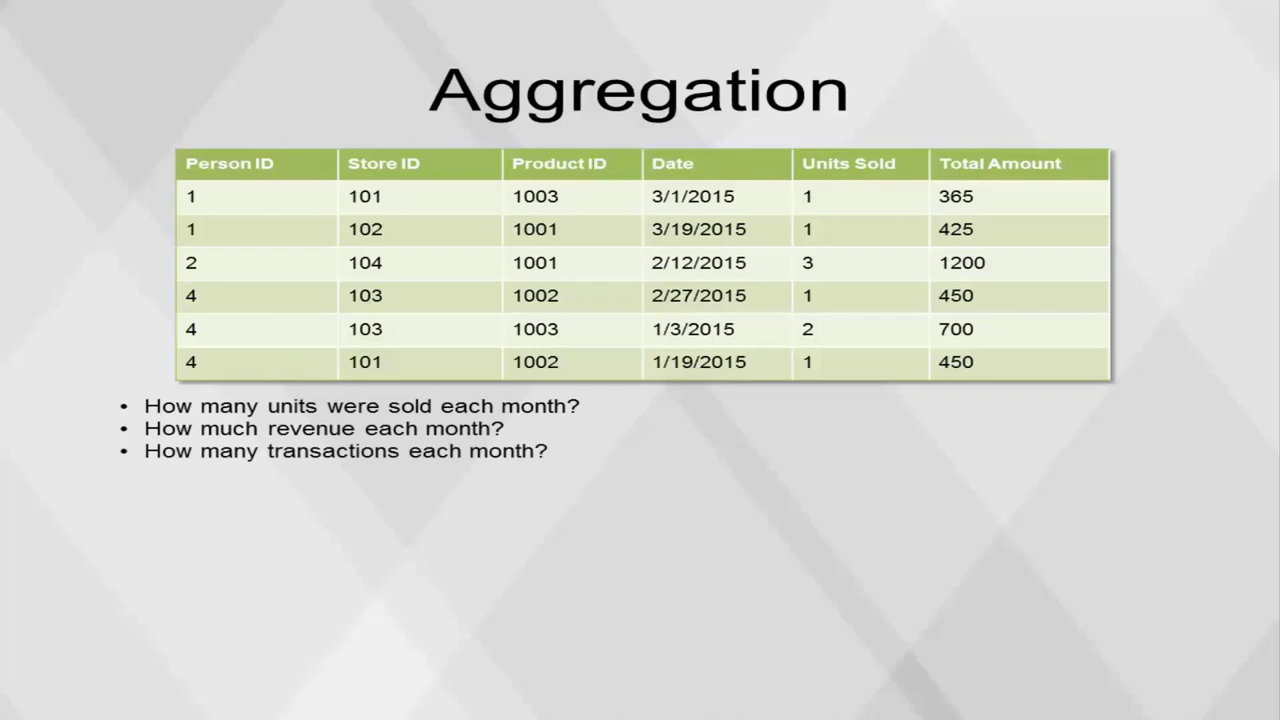 Aggregation
Person ID Store ID Product ID Date Units Sold Total Amount
1 101 1003 3/1/2015 1 365
1 102 1001 3/19/2015 1 425
2 104 1001 2/12/2015 3 1200
4 103 1002 2/27/2015 1 450
4 103 1003 1/3/2015 2 700
4 101 1002 1/19/2015 1 450
• How many units were sold each month?
• How much revenue each month?
• How many transactions each month?